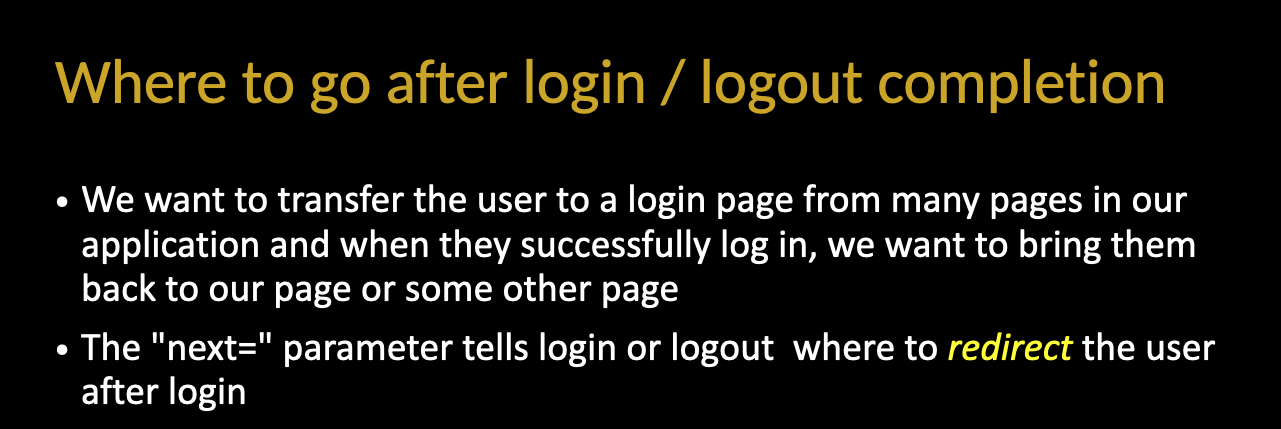 Where to go after login / logout completion
• We want to transfer the user to a login page from many pages in our
application and when they successfully log in, we want to bring them
back to our page or some other page
• The "next=" parameter tells login or logout  where to redirect the user
after login